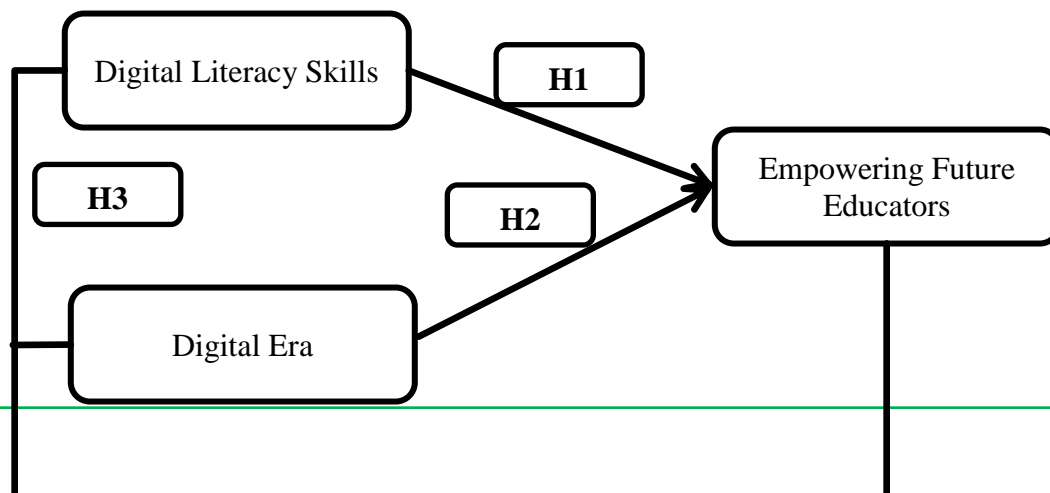 Digital Literacy Skills
H1
Empowering Future
Educators
H3
H2
Digital Era